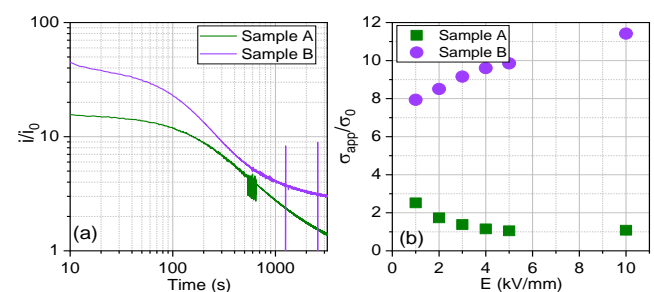 100
10
1
i/i0
Sample A
Sample B
(a)
10 100 1000
Time (s)
12
10
8
6
4
2
0
σapp/σ0
Sample A
Sample B
(b)
0 2 4 6 8 10
E (kV/mm)